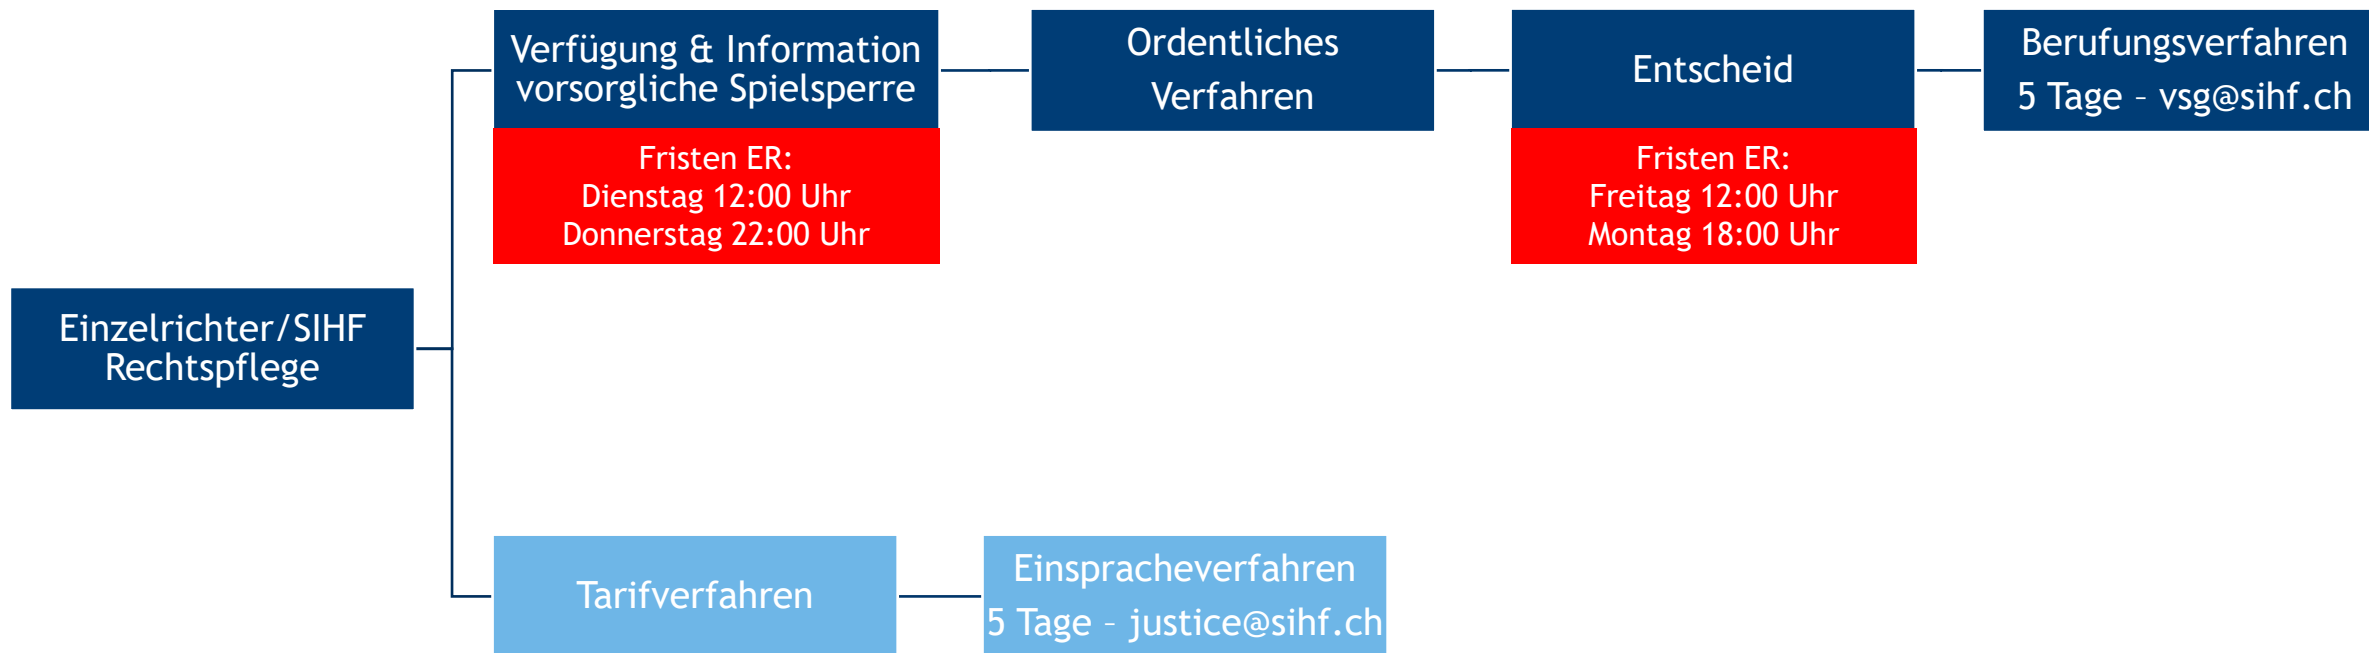 Verfügung & Information
vorsorgliche Spielsperre
Fristen ER:
Dienstag 12:00 Uhr
Donnerstag 22:00 Uhr
Ordentliches
Verfahren
Entscheid
Fristen ER:
Freitag 12:00 Uhr
Montag 18:00 Uhr
Berufungsverfahren
5 Tage – vsg@sihf.ch
Einzelrichter/SIHF
Rechtspflege
Tarifverfahren
Einspracheverfahren
5 Tage – justice@sihf.ch